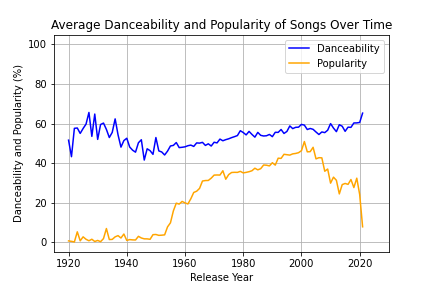 Average Danceability and Popularity of Songs Over Time
Danceability and Popularity (%)
100
80
60
40
20
0
Danceability
Popularity
1920
1940
1960
1980
2000
2020
Release Year